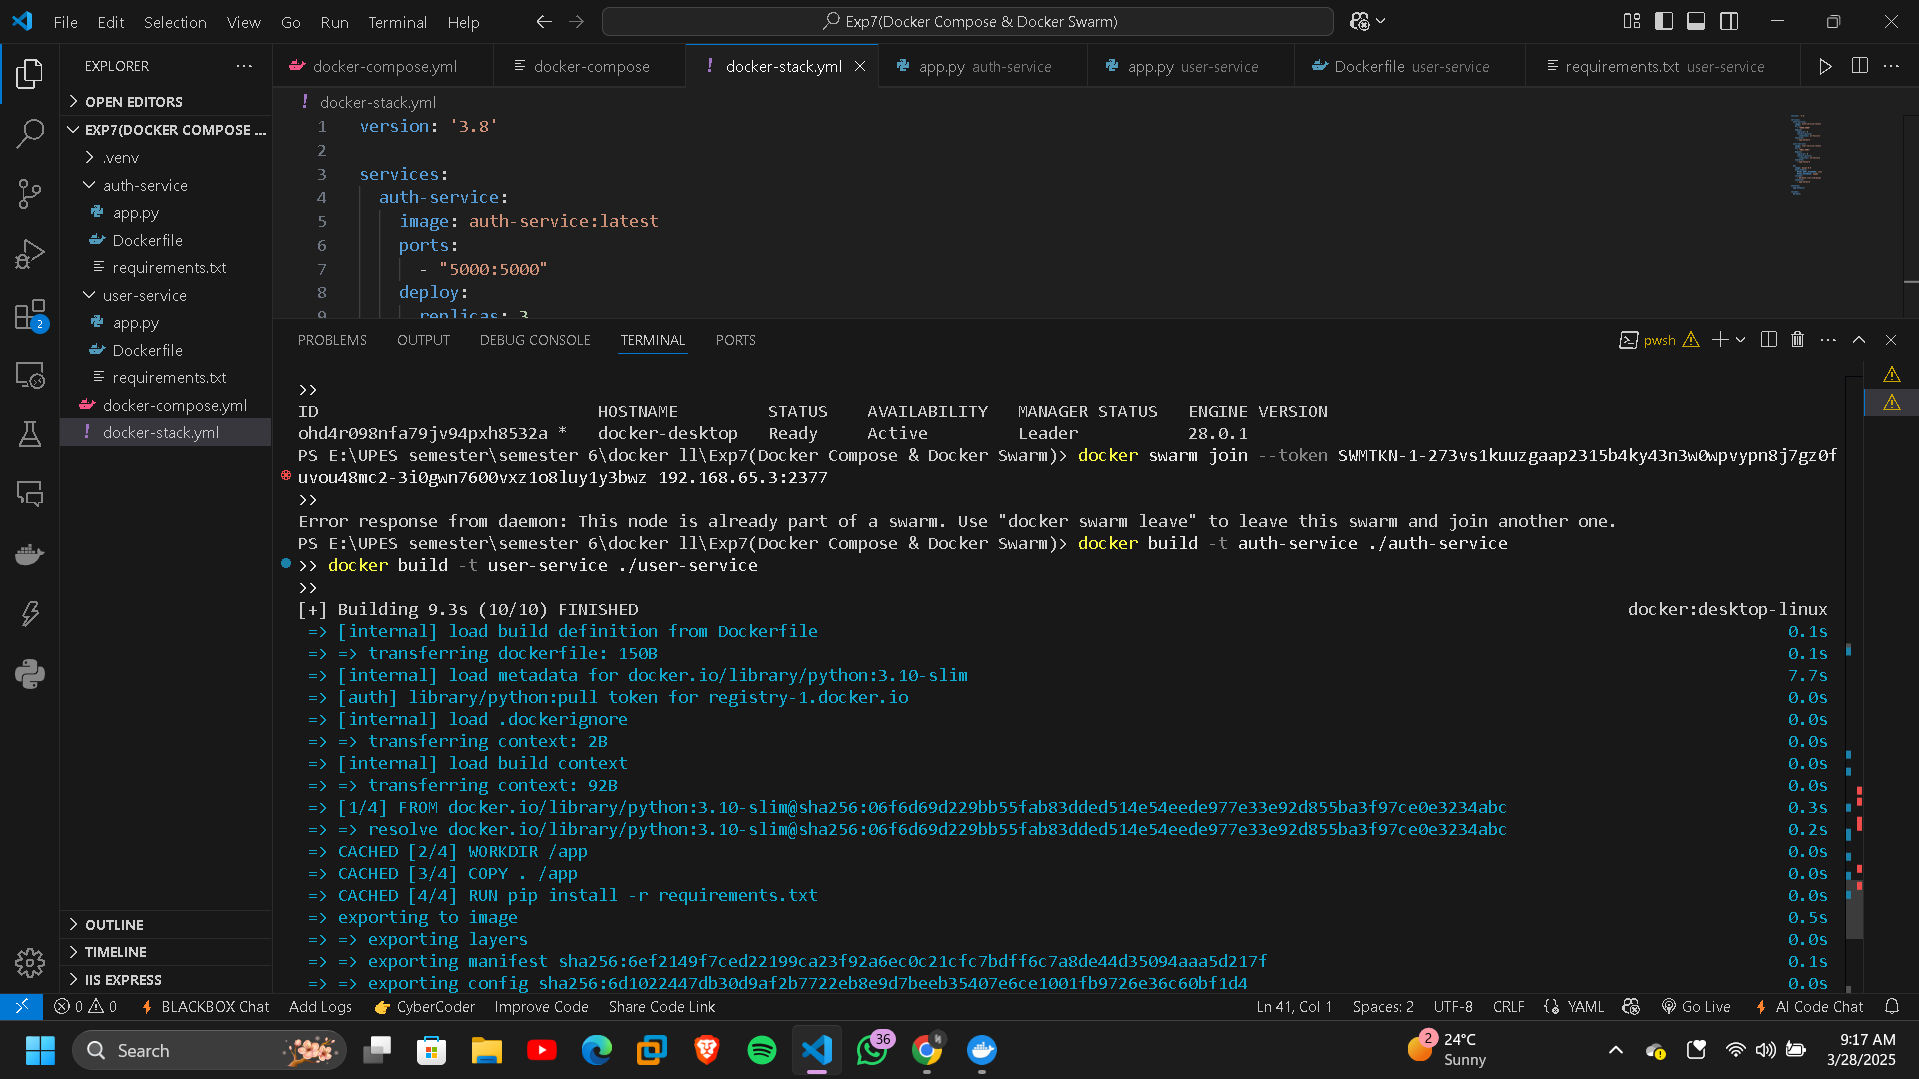 File Edit Selection View Go Run Terminal Help
Exp7(Docker Compose & Docker Swarm)
EXPLORER
OPEN EDITORS
EXP7(DOCKER COMPOSE ...
.venv
auth-service
app.py
Dockerfile
requirements.txt
user-service
app.py
Dockerfile
requirements.txt
docker-compose.yml
docker-stack.yml
OUTLINE
TIMELINE
IIS EXPRESS
2
docker-compose.yml docker-compose docker-stack.yml app.py auth-service app.py user-service Dockerfile user-service requirements.txt user-service
docker-stack.yml
1 version: '3.8'
2
3 services:
4 auth-service:
5 image: auth-service:latest
6 ports:
7 - "5000:5000"
8 deploy:
9 replicas: 3
PROBLEMS OUTPUT DEBUG CONSOLE TERMINAL PORTS
pwsh
>>
ID HOSTNAME STATUS AVAILABILITY MANAGER STATUS ENGINE VERSION
ohd4r098nfa79jv94pxh8532a * docker-desktop Ready Active Leader 28.0.1
PS E:\UPES semester\semester 6\docker ll\Exp7(Docker Compose & Docker Swarm)> docker swarm join --token SWMTKN-1-273vs1kuuzgaap2315b4ky43n3w0wpvypn8j7gz0f
uvou48mc2-3i0gwn7600vxz1o8luy1y3bwz 192.168.65.3:2377
>>
Error response from daemon: This node is already part of a swarm. Use "docker swarm leave" to leave this swarm and join another one.
PS E:\UPES semester\semester 6\docker ll\Exp7(Docker Compose & Docker Swarm)> docker build -t auth-service ./auth-service
>> docker build -t user-service ./user-service
>>
[+] Building 9.3s (10/10) FINISHED docker:desktop-linux
=> [internal] load build definition from Dockerfile 0.1s
=> => transferring dockerfile: 150B 0.1s
=> [internal] load metadata for docker.io/library/python:3.10-slim 7.7s
=> [auth] library/python:pull token for registry-1.docker.io 0.0s
=> [internal] load .dockerignore 0.0s
=> => transferring context: 2B 0.0s
=> [internal] load build context 0.0s
=> => transferring context: 92B 0.0s
=> [1/4] FROM docker.io/library/python:3.10-slim@sha256:06f6d69d229bb55fab83dded514e54eede977e33e92d855ba3f97ce0e3234abc 0.3s
=> => resolve docker.io/library/python:3.10-slim@sha256:06f6d69d229bb55fab83dded514e54eede977e33e92d855ba3f97ce0e3234abc 0.2s
=> CACHED [2/4] WORKDIR /app 0.0s
=> CACHED [3/4] COPY . /app 0.0s
=> CACHED [4/4] RUN pip install -r requirements.txt 0.0s
=> exporting to image 0.5s
=> => exporting layers 0.0s
=> => exporting manifest sha256:6ef2149f7ced22199ca23f92a6ec0c21cfc7bdff6c7a8de44d35094aaa5d217f 0.1s
=> => exporting config sha256:6d1022447db30d9af2b7722eb8e9d7beeb35407e6ce1001fb9726e36c60bf1d4 0.0s
0 0 BLACKBOX Chat Add Logs CyberCoder Improve Code Share Code Link Ln 41, Col 1 Spaces: 2 UTF-8 CRLF YAML Go Live AI Code Chat
Search
36
2
24°C
Sunny
9:17 AM
3/28/2025